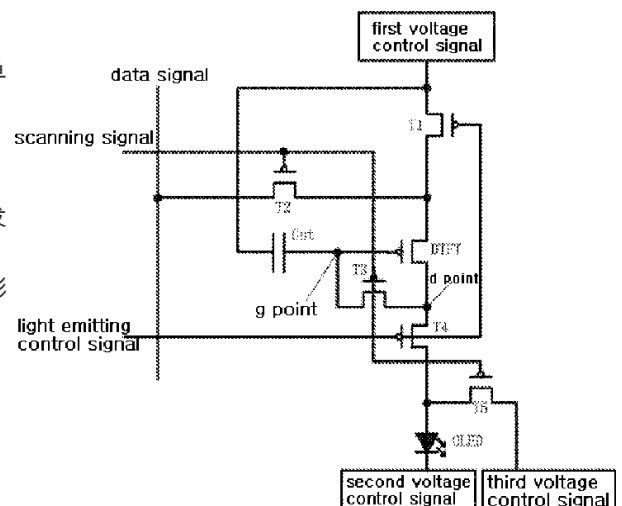 first voltage
control signal
data signal
T1
scanning signal
T2
DTFT
T3
d point
g point
light emitting
control signal
T4
T5
OLED
second voltage
control signal
third voltage
control signal